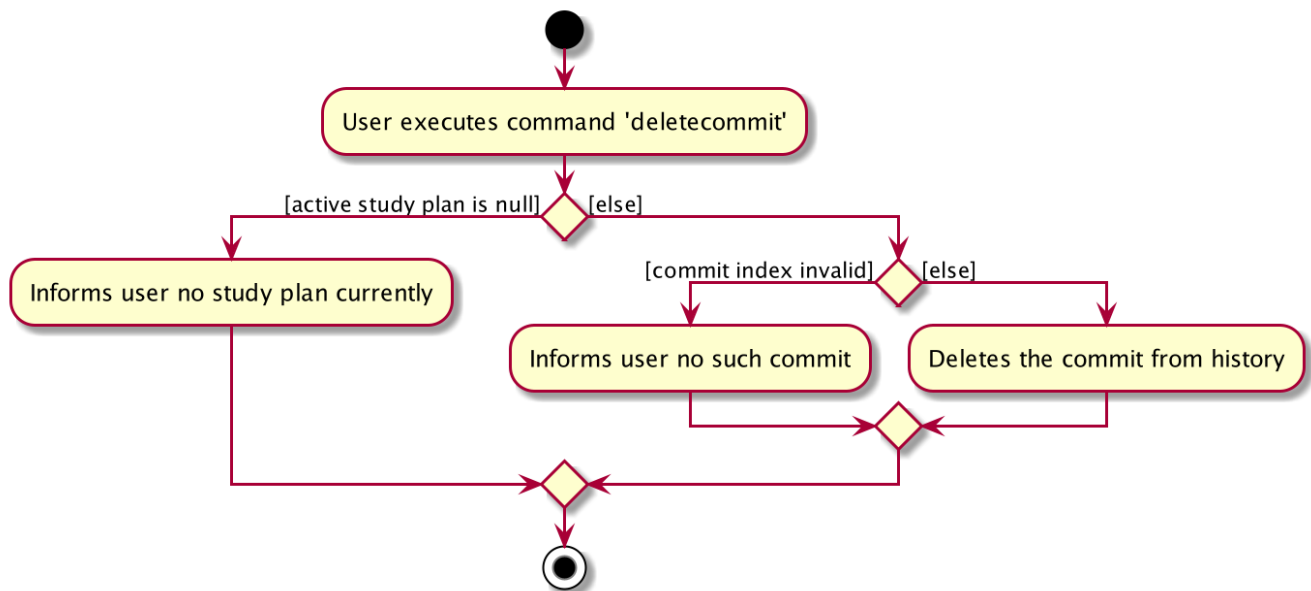 User executes command 'deletecommit'
[active study plan is null]
[else]
Informs user no study plan currently
[commit index invalid]
[else]
Informs user no such commit
Deletes the commit from history